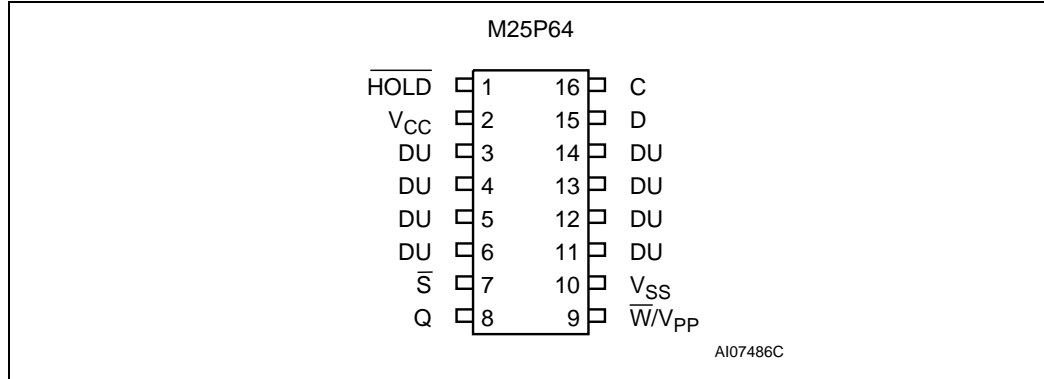 M25P64
H̅O̅L̅D̅ 1 16 C
VCC 2 15 D
DU 3 14 DU
DU 4 13 DU
DU 5 12 DU
DU 6 11 DU
S̅ 7 10 VSS
Q 8 9 W̅/VPP
AI07486C